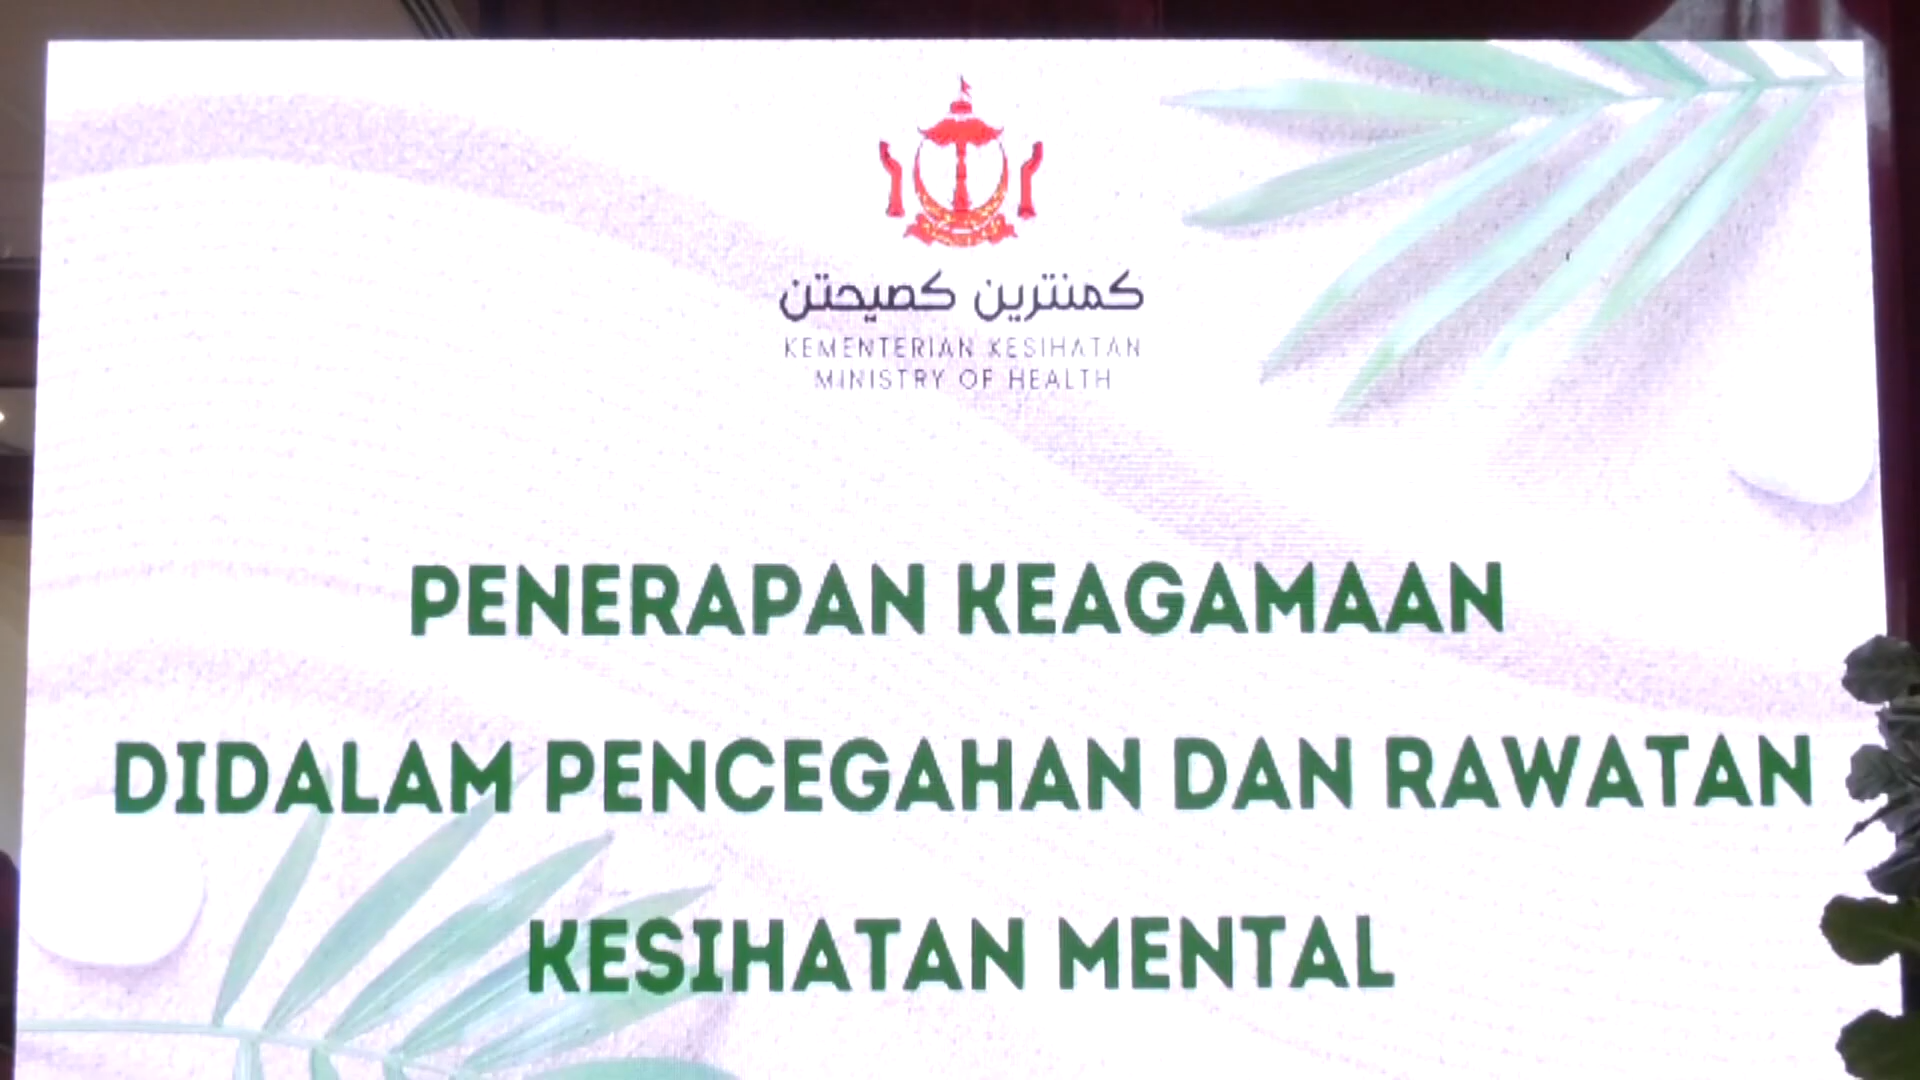 كمنترين كصيحتن
KEMENTERIAN KESIHATAN
MINISTRY OF HEALTH
PENERAPAN KEAGAMAAN
DIDALAM PENCEGAHAN DAN RAWATAN
KESIHATAN MENTAL